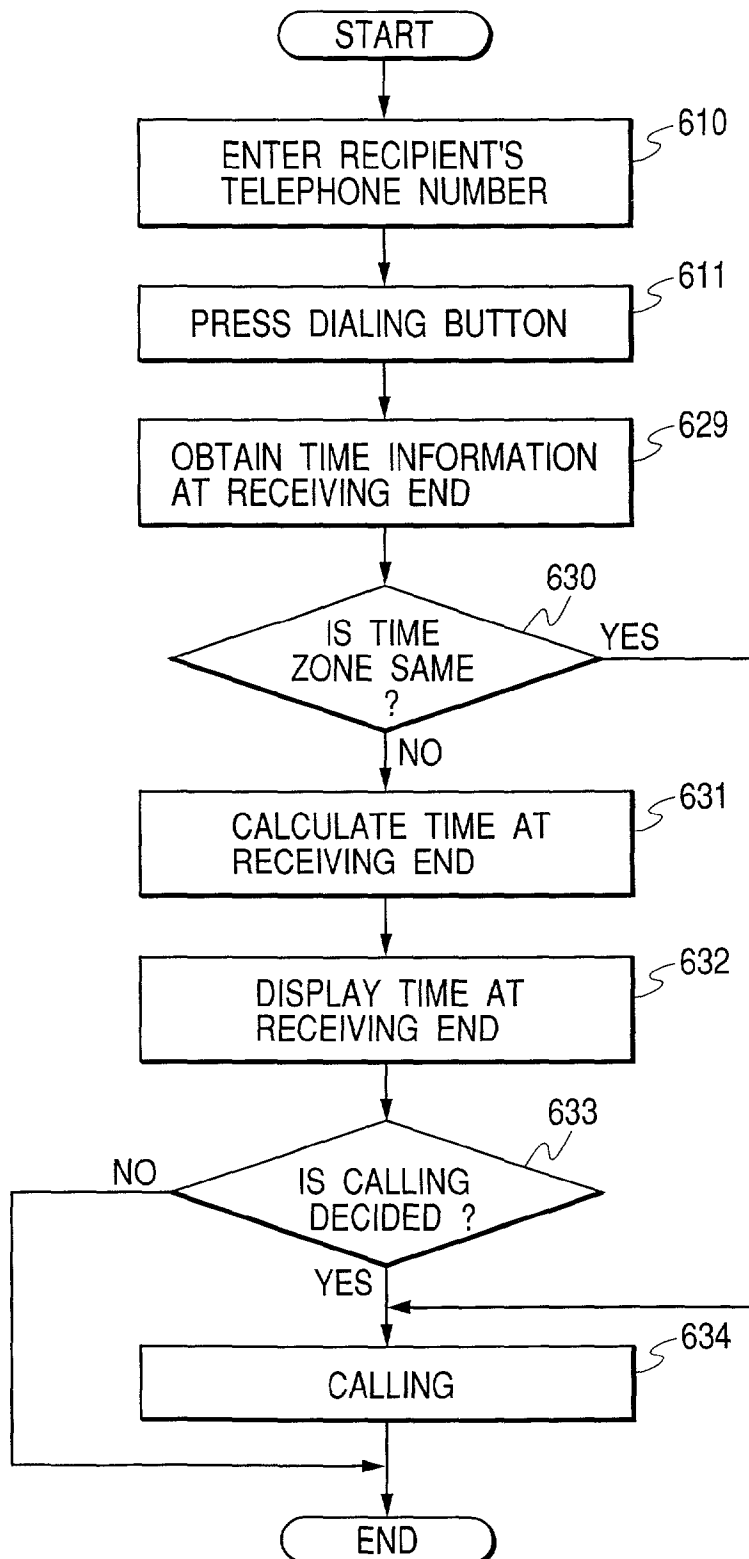 START
610
ENTER RECIPIENT'S
TELEPHONE NUMBER
611
PRESS DIALING BUTTON
629
OBTAIN TIME INFORMATION
AT RECEIVING END
630
IS TIME
ZONE SAME
?
YES
NO
631
CALCULATE TIME AT
RECEIVING END
632
DISPLAY TIME AT
RECEIVING END
633
NO
IS CALLING
DECIDED ?
YES
634
CALLING
END